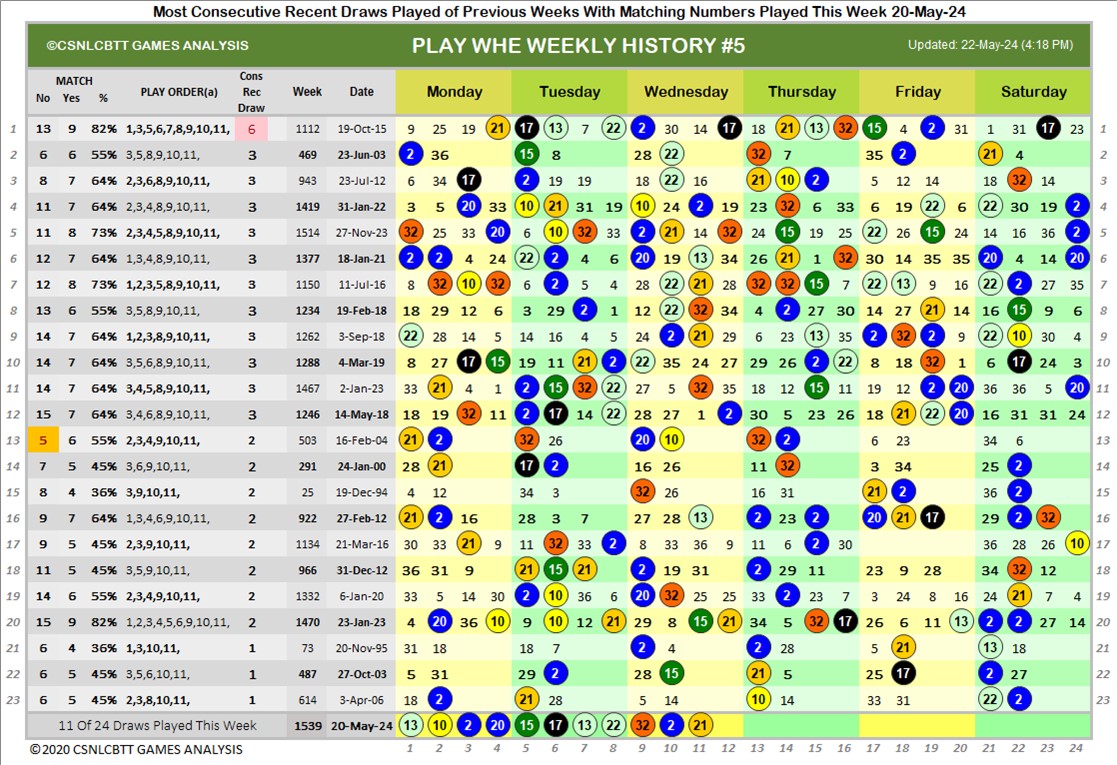 Most Consecutive Recent Draws Played of Previous Weeks With Matching Numbers Played This Week 20-May-24
©CSNLCBTT GAMES ANALYSIS PLAY WHE WEEKLY HISTORY #5 Updated: 22-May-24 (4:18 PM)
MATCH Cons
No Yes % PLAY ORDER(a) Rec Week Date Monday Tuesday Wednesday Thursday Friday Saturday
Draw
1 13 9 82% 1,3,5,6,7,8,9,10,11, 6 1112 19-Oct-15 9 25 19 21 17 13 7 22 2 30 14 17 18 21 13 32 15 4 2 31 1 31 17 23 1
2 6 6 55% 3,5,8,9,10,11, 3 469 23-Jun-03 2 36 15 8 28 22 32 7 35 2 21 4 2
3 8 7 64% 2,3,6,8,9,10,11, 3 943 23-Jul-12 6 34 17 2 19 19 18 22 16 21 10 2 5 12 14 18 32 14 3
4 11 7 64% 2,3,4,8,9,10,11, 3 1419 31-Jan-22 3 5 20 33 10 21 31 19 10 24 2 19 23 32 6 33 6 19 22 6 22 30 19 2 4
5 11 8 73% 2,3,4,5,8,9,10,11, 3 1514 27-Nov-23 32 25 33 20 6 10 32 33 2 21 14 32 24 15 19 25 22 26 15 24 14 16 36 2 5
6 12 7 64% 1,3,4,8,9,10,11, 3 1377 18-Jan-21 2 2 4 24 22 2 4 6 20 19 13 34 26 21 1 32 30 14 35 35 20 4 14 20 6
7 12 8 73% 1,2,3,5,8,9,10,11, 3 1150 11-Jul-16 8 32 10 32 6 2 5 4 28 22 21 28 32 32 15 7 22 13 9 16 22 2 27 35 7
8 13 6 55% 3,5,8,9,10,11, 3 1234 19-Feb-18 18 29 12 6 3 29 2 1 12 22 32 34 4 2 27 30 14 27 21 14 16 15 9 6 8
9 14 7 64% 1,2,3,8,9,10,11, 3 1262 3-Sep-18 22 28 14 5 14 16 4 5 24 2 21 29 6 23 13 35 2 32 2 9 22 10 30 4 9
10 14 7 64% 3,5,6,8,9,10,11, 3 1288 4-Mar-19 8 27 17 15 19 11 21 2 22 35 24 27 29 26 2 22 8 18 32 1 6 17 24 3 10
11 14 7 64% 3,4,5,8,9,10,11, 3 1467 2-Jan-23 33 21 4 1 2 15 32 22 27 5 32 35 18 12 15 11 19 12 2 20 36 36 5 20 11
12 15 7 64% 3,4,6,8,9,10,11, 3 1246 14-May-18 18 19 32 11 2 17 14 22 28 27 1 2 30 5 23 26 18 21 22 20 16 31 31 24 12
13 5 6 55% 2,3,4,9,10,11, 2 503 16-Feb-04 21 2 32 26 20 10 32 2 6 23 34 6 13
14 7 5 45% 3,6,9,10,11, 2 291 24-Jan-00 28 21 17 2 16 26 11 32 3 34 25 2 14
15 8 4 36% 3,9,10,11, 2 25 19-Dec-94 4 12 34 3 32 26 16 31 21 2 36 2 15
16 9 7 64% 1,3,4,6,9,10,11, 2 922 27-Feb-12 21 2 16 28 3 7 27 28 13 2 23 2 20 21 17 29 2 32 16
17 9 5 45% 2,3,9,10,11, 2 1134 21-Mar-16 30 33 21 9 11 32 33 2 8 33 36 9 11 6 2 30 36 28 26 10 17
18 11 5 45% 3,5,9,10,11, 2 966 31-Dec-12 36 31 9 21 15 21 2 19 31 2 29 11 23 9 28 34 32 12 18
19 14 6 55% 2,3,4,9,10,11, 2 1332 6-Jan-20 33 5 14 30 2 10 36 6 20 32 25 25 33 2 23 7 3 24 8 16 24 21 7 4 19
20 15 9 82% 1,2,3,4,5,6,9,10,11, 2 1470 23-Jan-23 4 20 36 10 9 10 12 21 29 8 15 21 34 5 32 17 26 6 11 13 2 2 27 14 20
21 6 4 36% 1,3,10,11, 1 73 20-Nov-95 31 18 18 7 2 4 2 28 5 21 13 18 21
22 6 5 45% 3,5,6,10,11, 1 487 27-Oct-03 5 31 29 2 28 15 21 5 25 17 2 27 22
23 6 5 45% 2,3,8,10,11, 1 614 3-Apr-06 18 2 21 28 5 14 10 14 33 31 22 2 23
11 Of 24 Draws Played This Week 1539 20-May-24 13 10 2 20 15 17 13 22 32 2 21
©2020 CSNLCBTT GAMES ANALYSIS 1 2 3 4 5 6 7 8 9 10 11 12 13 14 15 16 17 18 19 20 21 22 23 24